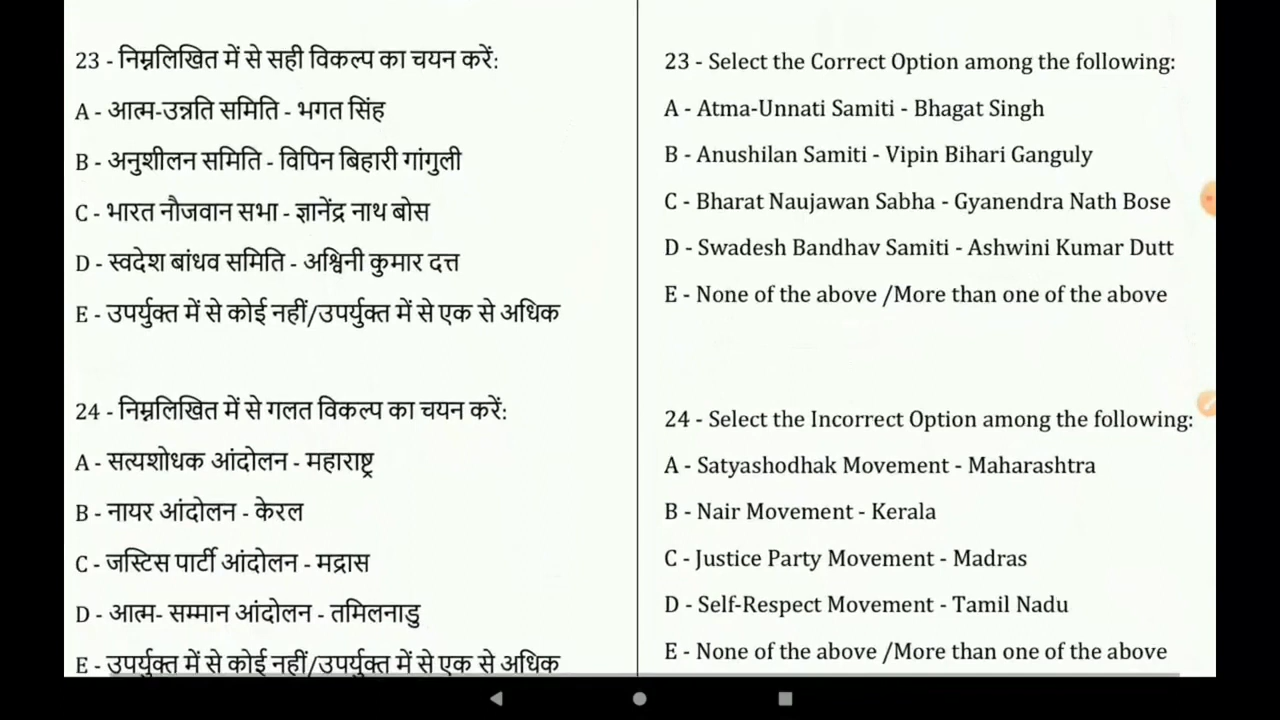 23 - निम्नलिखित में से सही विकल्प का चयन करें:
A - आत्म-उन्नति समिति - भगत सिंह
B - अनुशीलन समिति - विपिन बिहारी गांगुली
C - भारत नौजवान सभा - ज्ञानेंद्र नाथ बोस
D - स्वदेश बांधव समिति - अश्विनी कुमार दत्त
E - उपर्युक्त में से कोई नहीं/उपर्युक्त में से एक से अधिक
24 - निम्नलिखित में से गलत विकल्प का चयन करें:
A - सत्यशोधक आंदोलन - महाराष्ट्र
B - नायर आंदोलन - केरल
C - जस्टिस पार्टी आंदोलन - मद्रास
D - आत्म- सम्मान आंदोलन - तमिलनाडु
E - उपर्युक्त में से कोई नहीं/उपर्युक्त में से एक से अधिक
23 - Select the Correct Option among the following:
A - Atma-Unnati Samiti - Bhagat Singh
B - Anushilan Samiti - Vipin Bihari Ganguly
C - Bharat Naujawan Sabha - Gyanendra Nath Bose
D - Swadesh Bandhav Samiti - Ashwini Kumar Dutt
E - None of the above /More than one of the above
24 - Select the Incorrect Option among the following:
A - Satyashodhak Movement - Maharashtra
B - Nair Movement - Kerala
C - Justice Party Movement - Madras
D - Self-Respect Movement - Tamil Nadu
E - None of the above /More than one of the above